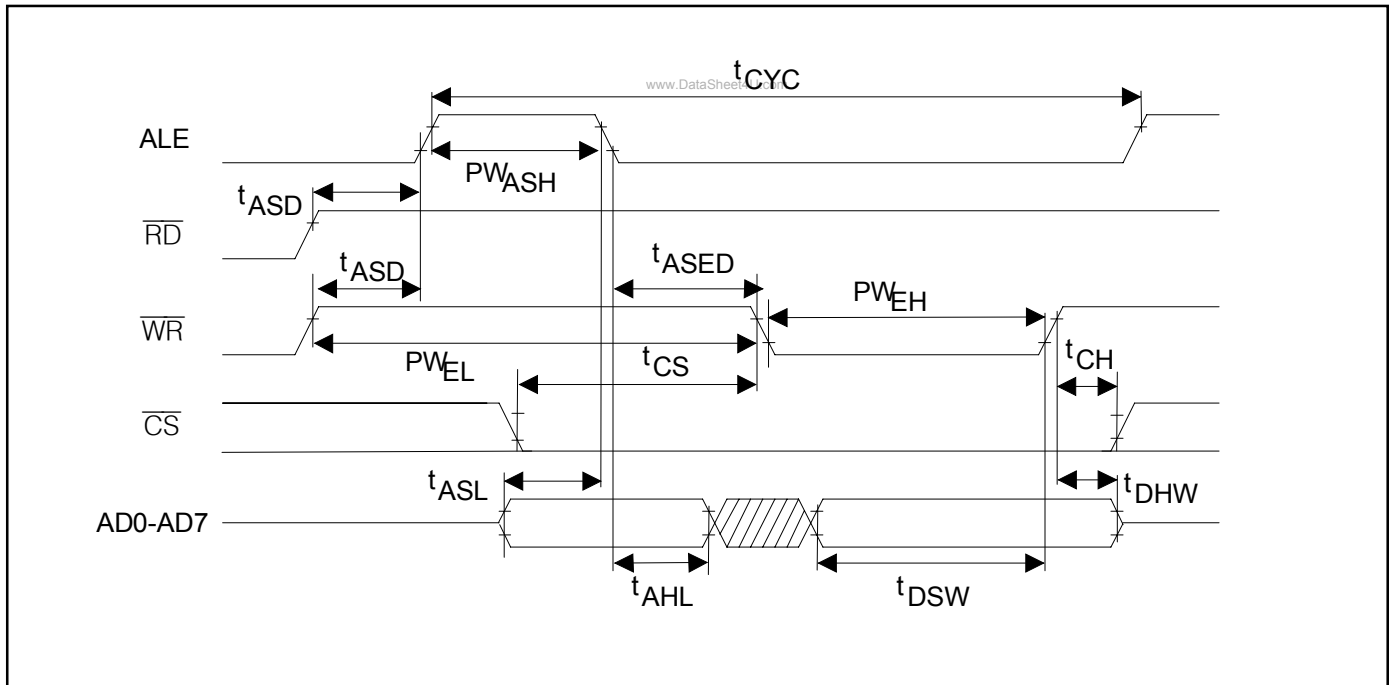 tCYC
www.DataSheet4U.com
ALE
PWASH
tASD
RD
tASD
tASED
PWEH
WR
PWEL
tCS
tCH
CS
tASL
tDHW
AD0-AD7
tAHL
tDSW